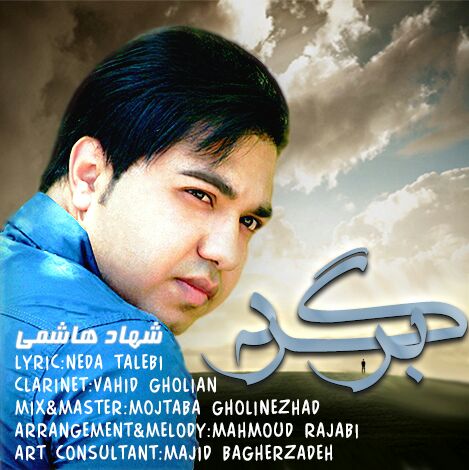 برگرد
شهاد هاشمی
LYRIC:NEDA TALEBI
CLARINET:VAHID GHOLIAN
MIX&MASTER:MOJTABA GHOLINEZHAD
ARRANGEMENT&MELODY:MAHMOUD RAJABI
ART CONSULTANT:MAJID BAGHERZADEH